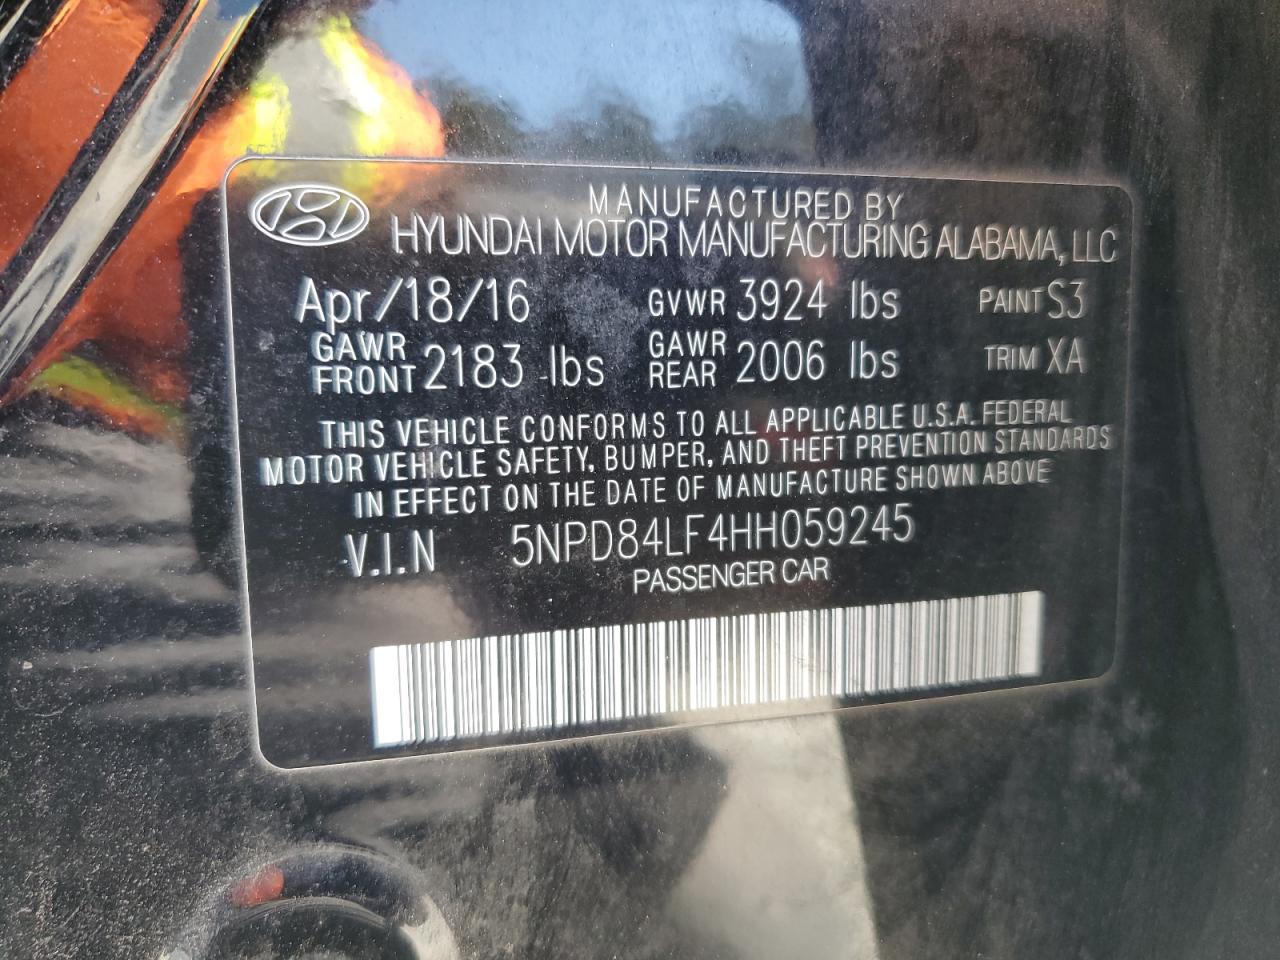 MANUFACTURED BY
HYUNDAI MOTOR MANUFACTURING ALABAMA, LLC
Apr/18/16 GVWR 3924 lbs PAINT S3
GAWR FRONT 2183 lbs GAWR REAR 2006 lbs TRIM XA
THIS VEHICLE CONFORMS TO ALL APPLICABLE U.S.A. FEDERAL
MOTOR VEHICLE SAFETY, BUMPER, AND THEFT PREVENTION STANDARDS
IN EFFECT ON THE DATE OF MANUFACTURE SHOWN ABOVE
V.I.N 5NPD84LF4HH059245
PASSENGER CAR